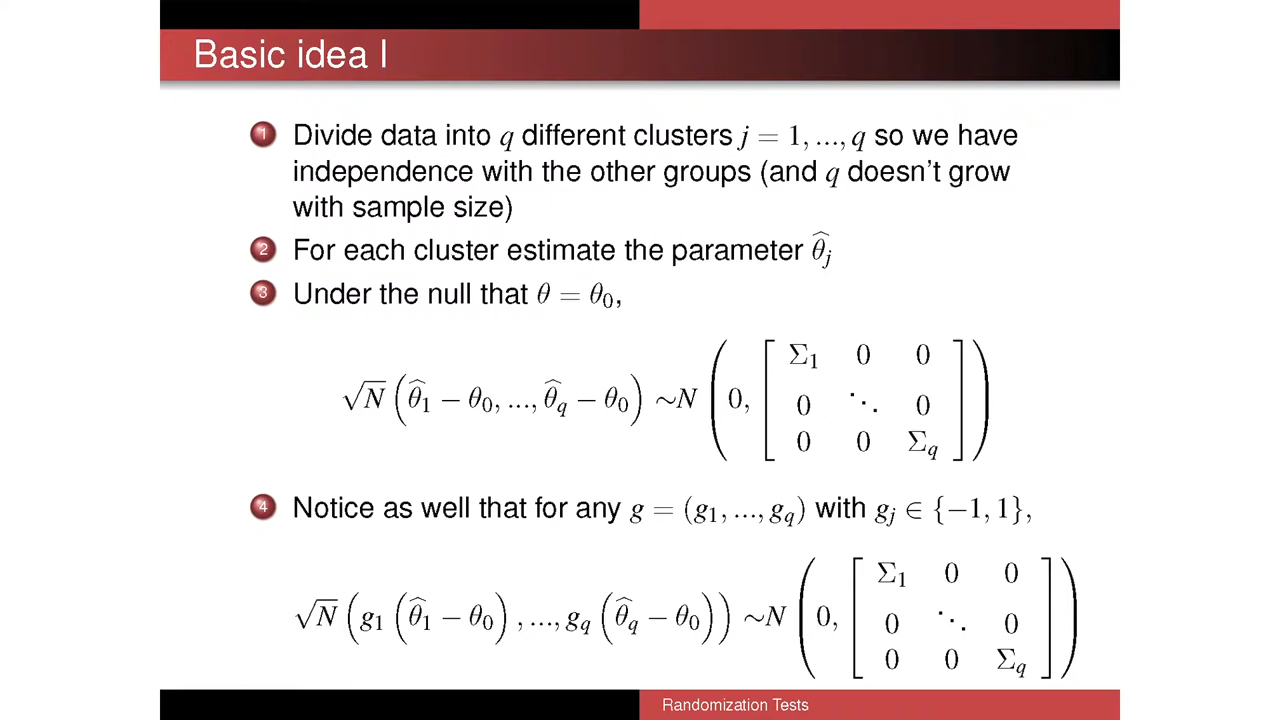 Basic idea I
1 Divide data into q different clusters j = 1, ..., q so we have
independence with the other groups (and q doesn't grow
with sample size)
2 For each cluster estimate the parameter θ̂_j
3 Under the null that θ = θ₀,
√N (θ̂₁ − θ₀, ..., θ̂_q − θ₀) ∼N (0, [Σ₁ 0 0; 0 ⋱ 0; 0 0 Σ_q])
4 Notice as well that for any g = (g₁, ..., g_q) with g_j ∈ {−1, 1},
√N (g₁ (θ̂₁ − θ₀) , ..., g_q (θ̂_q − θ₀)) ∼N (0, [Σ₁ 0 0; 0 ⋱ 0; 0 0 Σ_q])
Randomization Tests